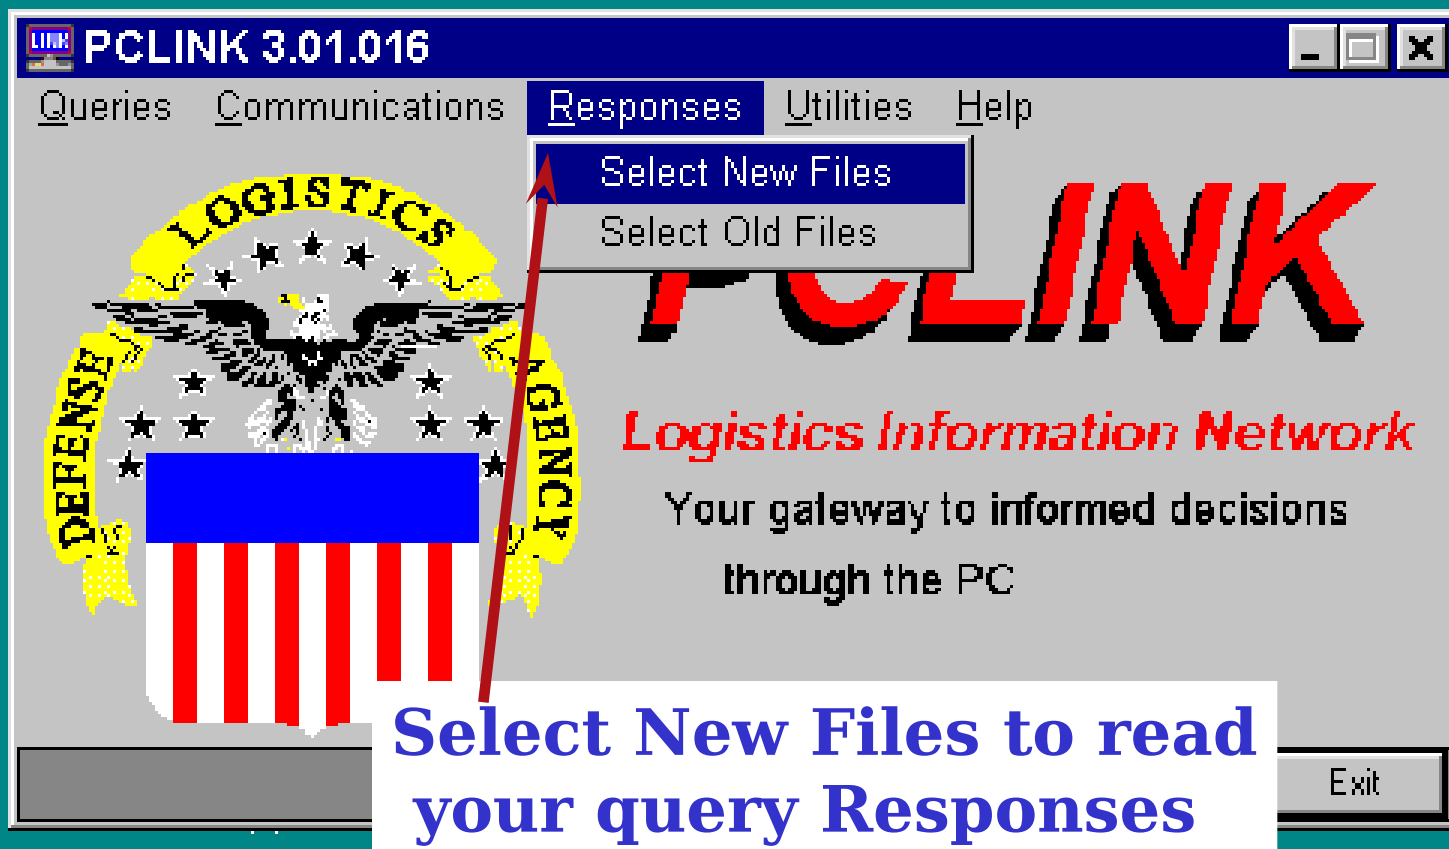 LINK PCLINK 3.01.016
Queries Communications Responses Utilities Help
Select New Files
Select Old Files
LOGISTICS
DEFENSE
AGENCY
PCLINK
Logistics Information Network
Your gateway to informed decisions
through the PC
Select New Files to read
your query Responses
Exit